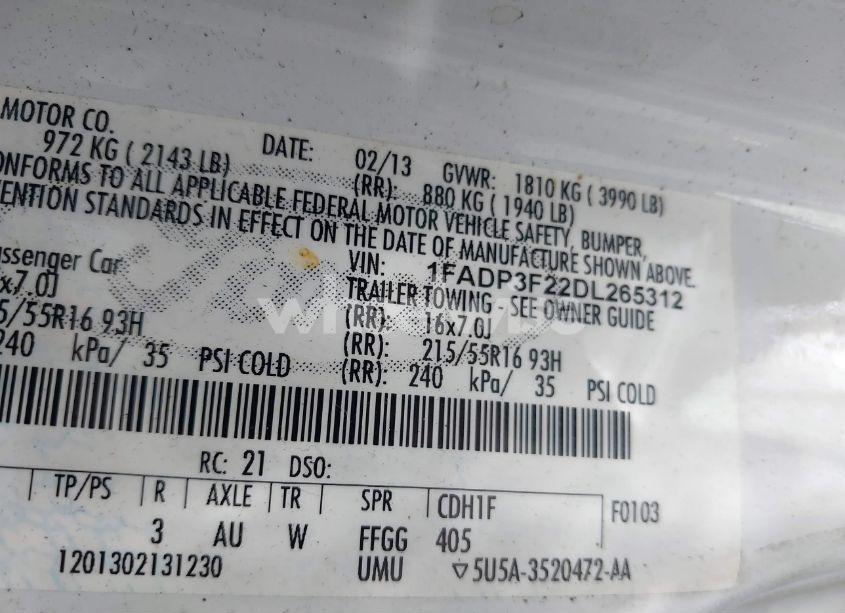 MOTOR CO.
DATE: 02/13 GVWR: 1810 KG ( 3990 LB)
972 KG ( 2143 LB) (RR): 880 KG ( 1940 LB)
ONFORMS TO ALL APPLICABLE FEDERAL MOTOR VEHICLE SAFETY, BUMPER,
ENTION STANDARDS IN EFFECT ON THE DATE OF MANUFACTURE SHOWN ABOVE.
VIN: 1FADP3F22DL265312
assenger Car TRAILER TOWING - SEE OWNER GUIDE
x7.0J (RR): 16x7.0J
5/55R16 93H (RR): 215/55R16 93H
240 kPa/ 35 PSI COLD (RR): 240 kPa/ 35 PSI COLD
RC: 21 DSO:
TP/PS R AXLE TR SPR CDH1F F0103
3 AU W FFGG 405
1201302131230 UMU 5U5A-3520472-AA